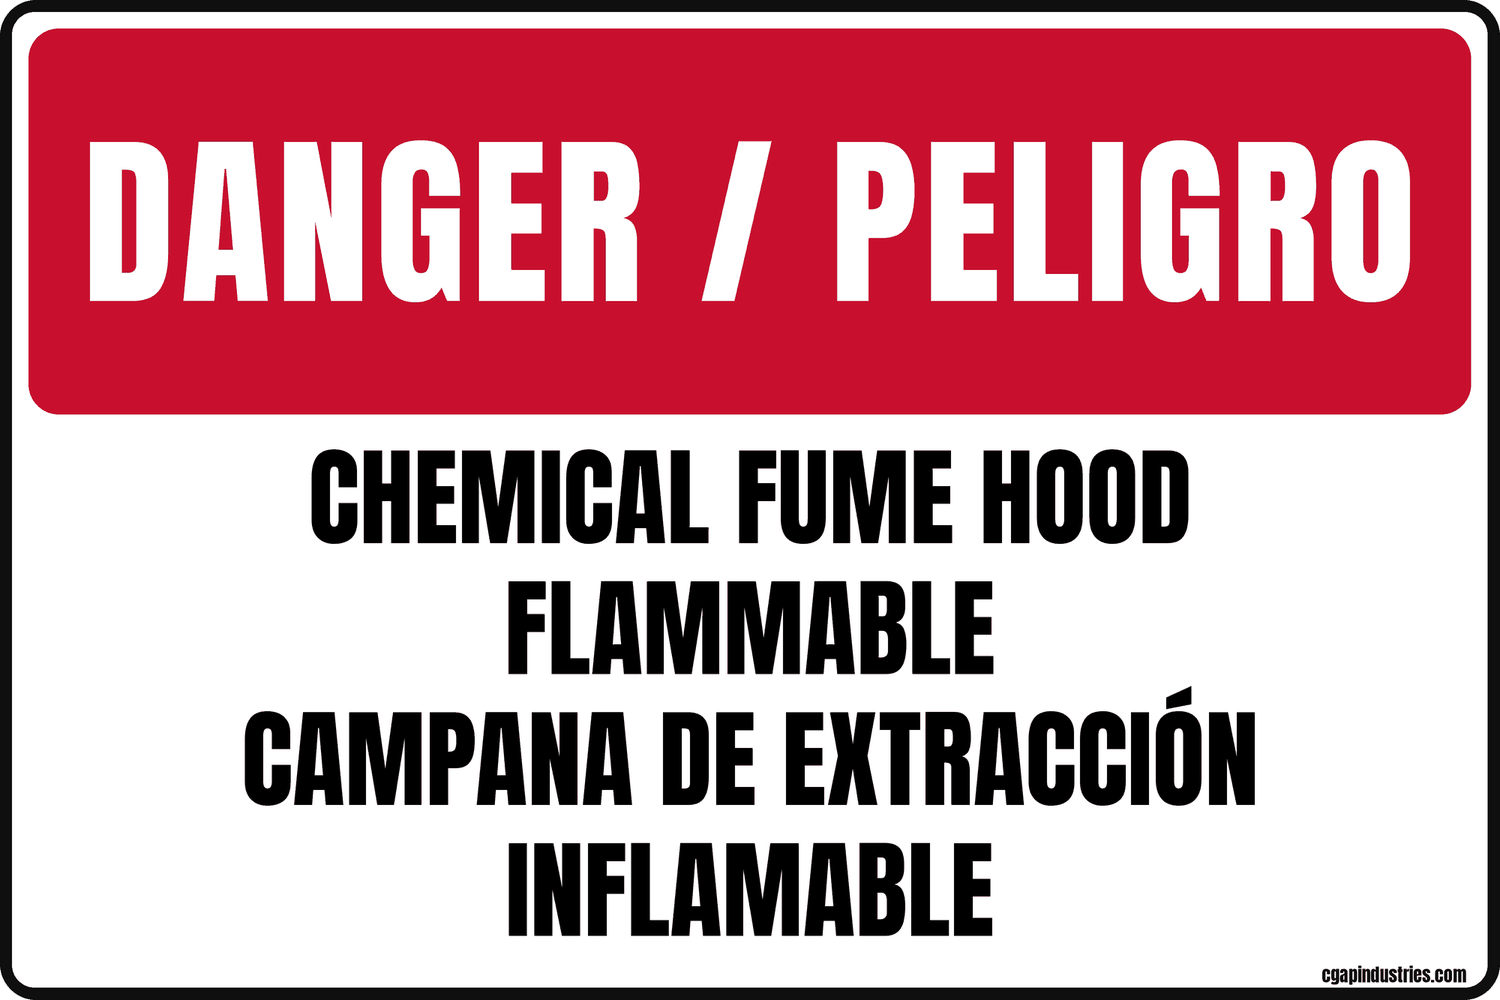 DANGER / PELIGRO
CHEMICAL FUME HOOD
FLAMMABLE
CAMPANA DE EXTRACCIÓN
INFLAMABLE
cgapindustries.com